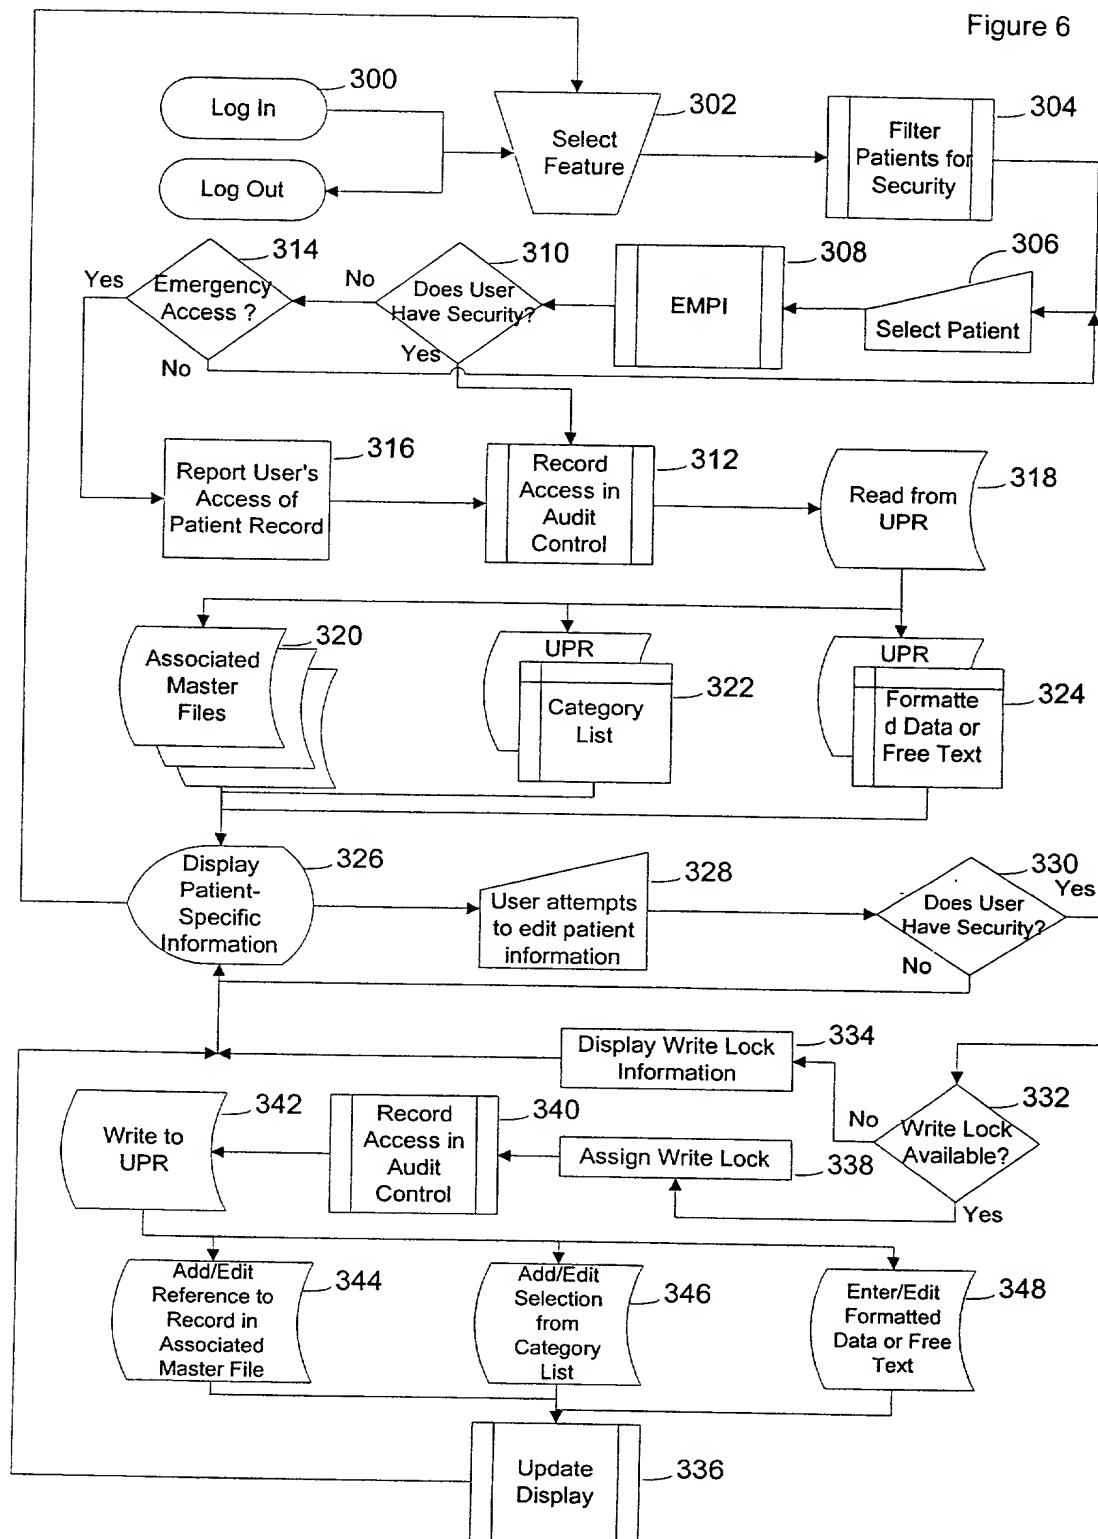 Figure 6
300
Log In
302
Select
Feature
304
Filter
Patients for
Security
Log Out
314
Yes
Emergency
Access ?
No
310
No
Does User
Have Security?
Yes
308
EMPI
306
Select Patient
316
Report User's
Access of
Patient Record
312
Record
Access in
Audit
Control
318
Read from
UPR
320
Associated
Master
Files
UPR
322
Category
List
UPR
324
Formatte
d Data or
Free Text
326
Display
Patient-
Specific
Information
328
User attempts
to edit patient
information
330
Yes
Does User
Have Security?
No
334
Display Write Lock
Information
332
No
Write Lock
Available?
Yes
342
Write to
UPR
340
Record
Access in
Audit
Control
Assign Write Lock
338
344
Add/Edit
Reference to
Record in
Associated
Master File
346
Add/Edit
Selection
from
Category
List
348
Enter/Edit
Formatted
Data or Free
Text
336
Update
Display